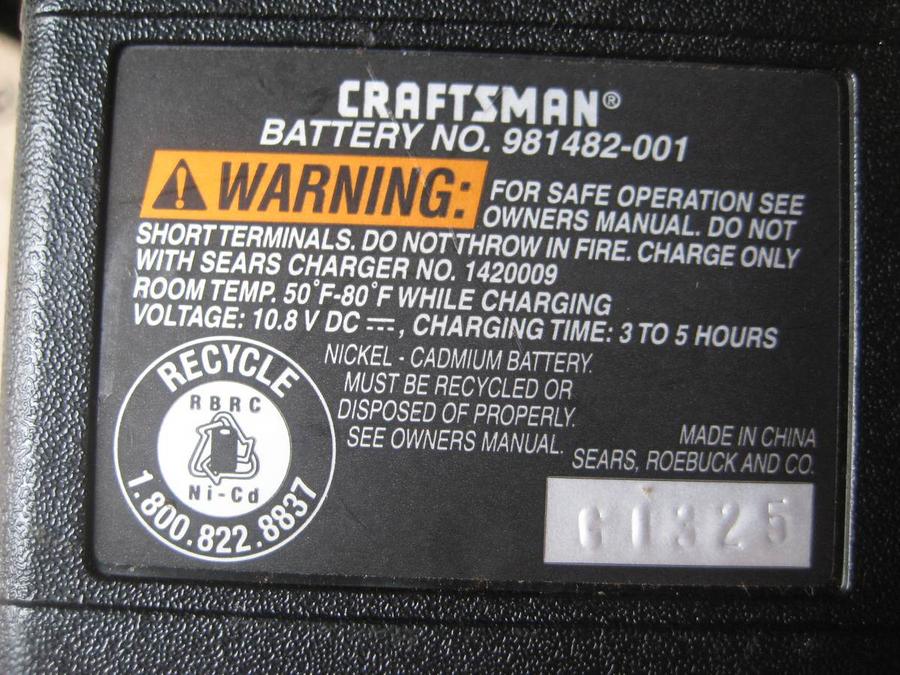 CRAFTSMAN®
BATTERY NO. 981482-001
WARNING:
FOR SAFE OPERATION SEE
OWNERS MANUAL. DO NOT
SHORT TERMINALS. DO NOT THROW IN FIRE. CHARGE ONLY
WITH SEARS CHARGER NO. 1420009
ROOM TEMP. 50°F-80°F WHILE CHARGING
VOLTAGE: 10.8 V DC ⎓, CHARGING TIME: 3 TO 5 HOURS
NICKEL - CADMIUM BATTERY.
MUST BE RECYCLED OR
DISPOSED OF PROPERLY.
SEE OWNERS MANUAL.
RECYCLE
RBRC
Ni-Cd
1.800.822.8837
MADE IN CHINA
SEARS, ROEBUCK AND CO.